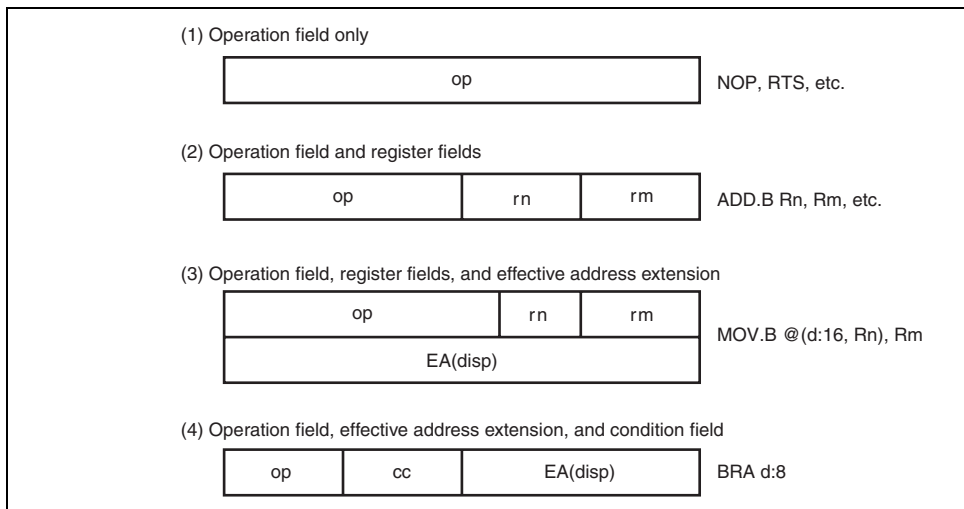 (1) Operation field only
op
NOP, RTS, etc.
(2) Operation field and register fields
op rn rm
ADD.B Rn, Rm, etc.
(3) Operation field, register fields, and effective address extension
op rn rm
MOV.B @(d:16, Rn), Rm
EA(disp)
(4) Operation field, effective address extension, and condition field
op cc EA(disp)
BRA d:8